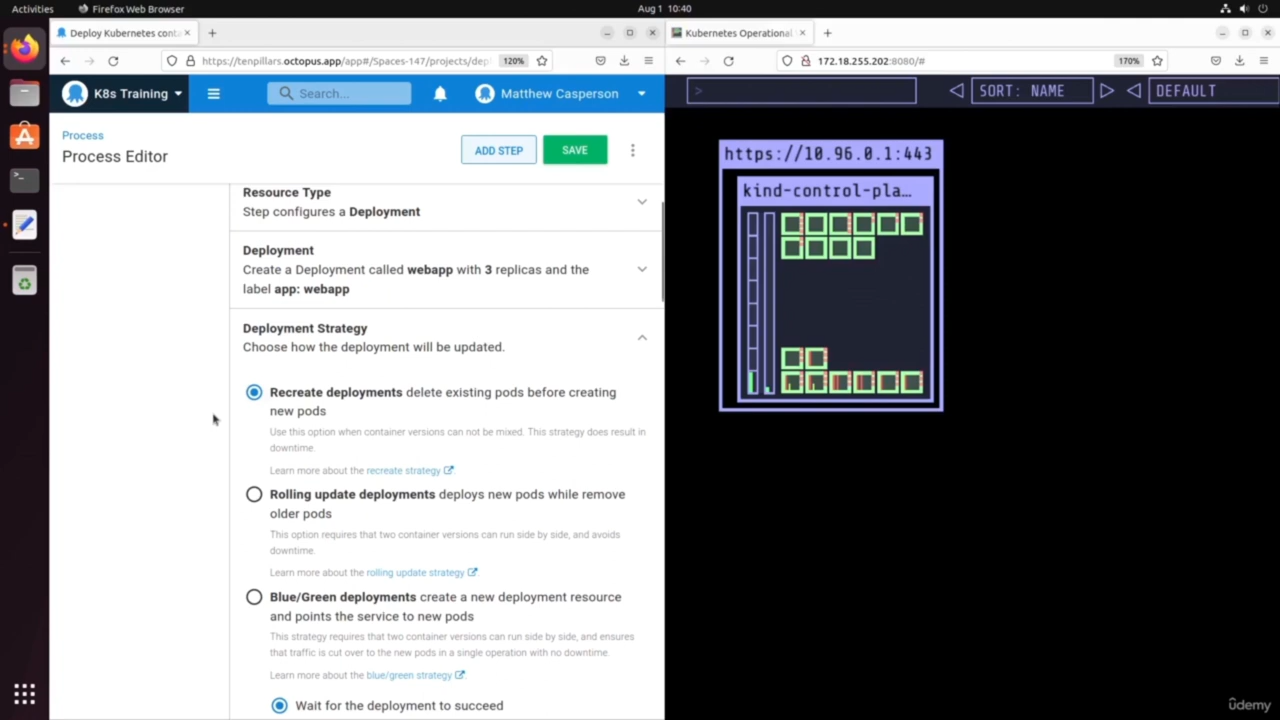 Activities
Firefox Web Browser
Aug 1 10:40
Deploy Kubernetes cont
https://tenpillars.octopus.app/app#/Spaces-147/projects/dep
120%
K8s Training
Search...
Matthew Casperson
Process
Process Editor
ADD STEP
SAVE
Resource Type
Step configures a Deployment
Deployment
Create a Deployment called webapp with 3 replicas and the
label app: webapp
Deployment Strategy
Choose how the deployment will be updated.
Recreate deployments delete existing pods before creating
new pods
Use this option when container versions can not be mixed. This strategy does result in
downtime.
Learn more about the recreate strategy.
Rolling update deployments deploys new pods while remove
older pods
This option requires that two container versions can run side by side, and avoids
downtime.
Learn more about the rolling update strategy.
Blue/Green deployments create a new deployment resource
and points the service to new pods
This strategy requires that two container versions can run side by side, and ensures
that traffic is cut over to the new pods in a single operation with no downtime.
Learn more about the blue/green strategy.
Wait for the deployment to succeed
Kubernetes Operational
172.18.255.202:8080/#
170%
>
SORT: NAME
DEFAULT
https://10.96.0.1:443
kind-control-pla...
ûdemy